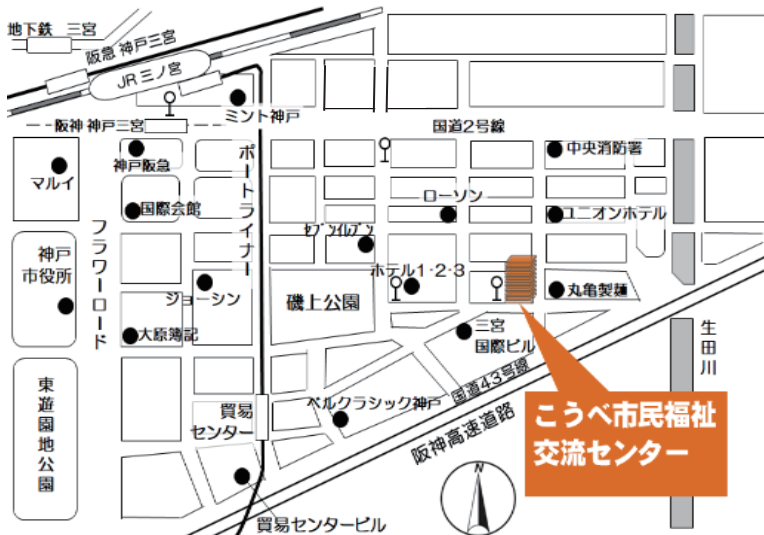 地下鉄 三宮
阪急 神戸三宮
JR 三ノ宮
ミント神戸
阪神 神戸三宮
国道2号線
神戸阪急
マルイ
中央消防署
ポートライナー
国際会館
ローソン
ユニオンホテル
フラワーロード
セブンイレブン
神戸
市役所
ジョーシン
ホテル1・2・3
磯上公園
丸亀製麺
大原簿記
三宮
国際ビル
生田川
国道43号線
東遊園地公園
貿易
センター
ベルクラシック神戸
阪神高速道路
こうべ市民福祉
交流センター
N
貿易センタービル